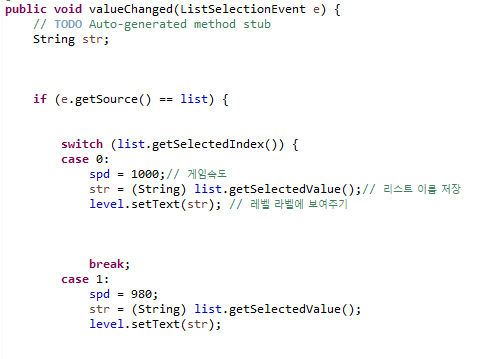 public void valueChanged(ListSelectionEvent e) {
// TODO Auto-generated method stub
String str;
if (e.getSource() == list) {
switch (list.getSelectedIndex()) {
case 0:
spd = 1000;// 게임속도
str = (String) list.getSelectedValue();// 리스트 이름 저장
level.setText(str); // 레벨 라벨에 보여주기
break;
case 1:
spd = 980;
str = (String) list.getSelectedValue();
level.setText(str);